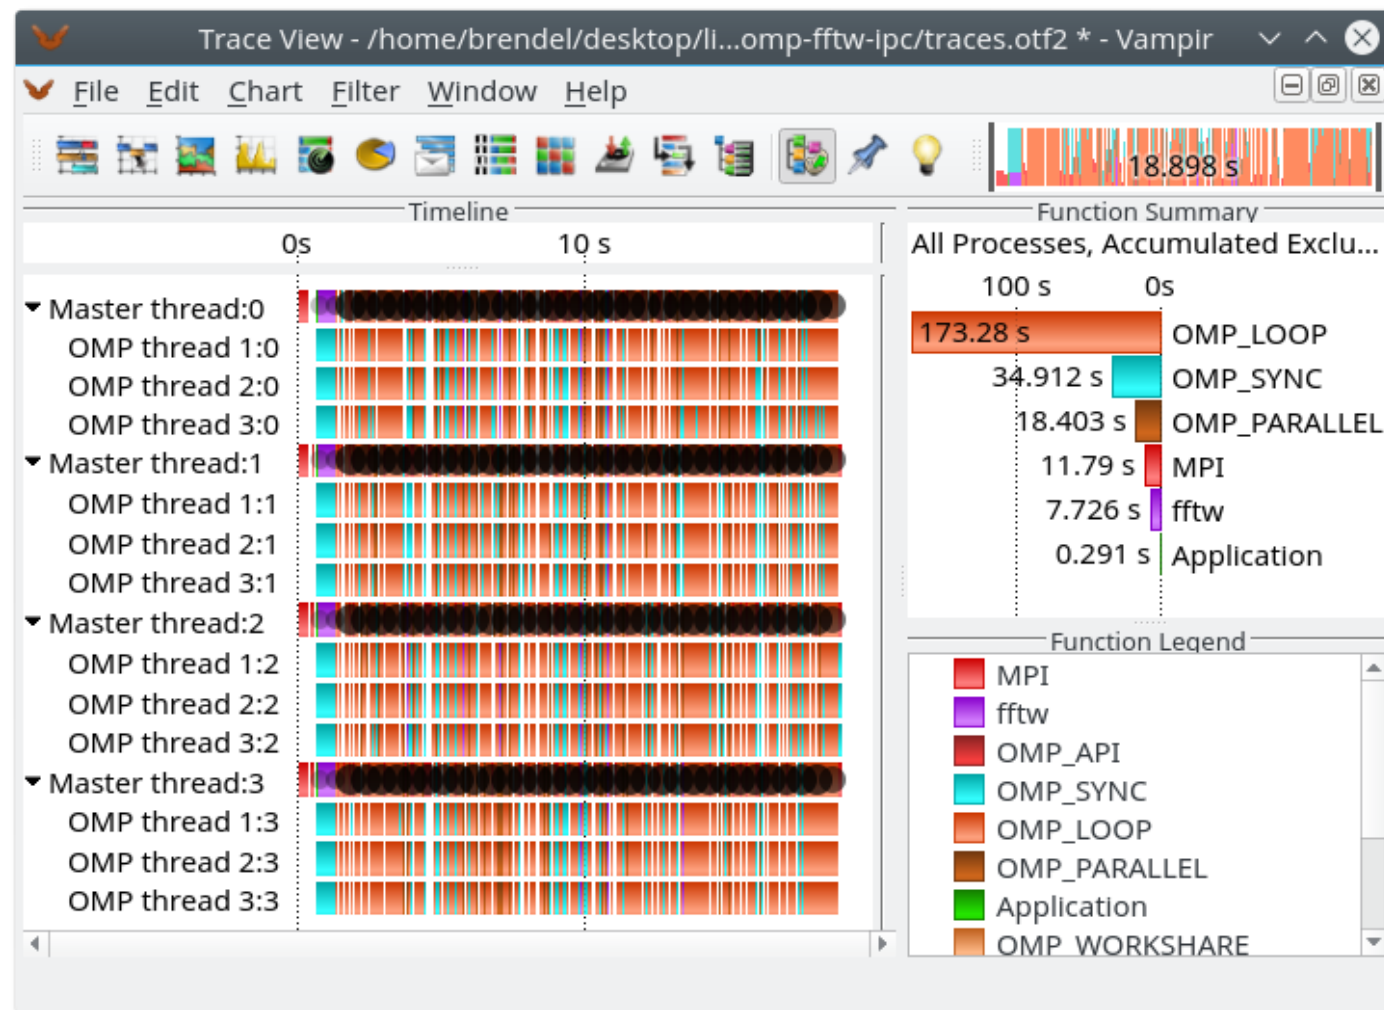 Trace View - /home/brendel/desktop/li...omp-fftw-ipc/traces.otf2 * - Vampir
File Edit Chart Filter Window Help
18.898 s
Timeline
0s 10 s
Master thread:0
OMP thread 1:0
OMP thread 2:0
OMP thread 3:0
Master thread:1
OMP thread 1:1
OMP thread 2:1
OMP thread 3:1
Master thread:2
OMP thread 1:2
OMP thread 2:2
OMP thread 3:2
Master thread:3
OMP thread 1:3
OMP thread 2:3
OMP thread 3:3
Function Summary
All Processes, Accumulated Exclu...
100 s 0s
173.28 s OMP_LOOP
34.912 s OMP_SYNC
18.403 s OMP_PARALLEL
11.79 s MPI
7.726 s fftw
0.291 s Application
Function Legend
MPI
fftw
OMP_API
OMP_SYNC
OMP_LOOP
OMP_PARALLEL
Application
OMP_WORKSHARE